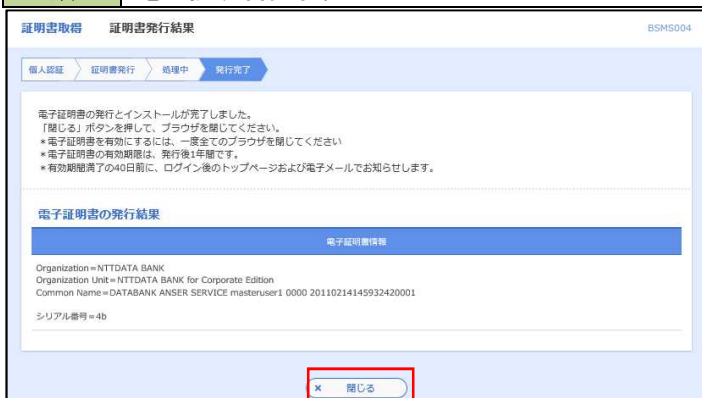 証明書取得 証明書発行結果 BSMS004
個人認証 証明書発行 処理中 発行完了
電子証明書の発行とインストールが完了しました。
「閉じる」ボタンを押して、ブラウザを閉じてください。
*電子証明書を有効にするには、一度全てのブラウザを閉じてください
*電子証明書の有効期限は、発行後1年間です。
*有効期間満了の40日前に、ログイン後のトップページおよび電子メールでお知らせします。
電子証明書の発行結果
電子証明書情報
Organization=NTTDATA BANK
Organization Unit=NTTDATA BANK for Corporate Edition
Common Name=DATABANK ANSER SERVICE masteruser1 0000 20110214145932420001
シリアル番号=4b
× 閉じる